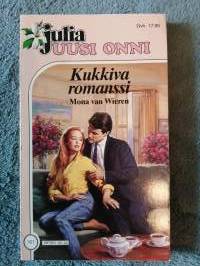 julia
UUSI ONNI
Kukkiva
romanssi
Mona van Wieren